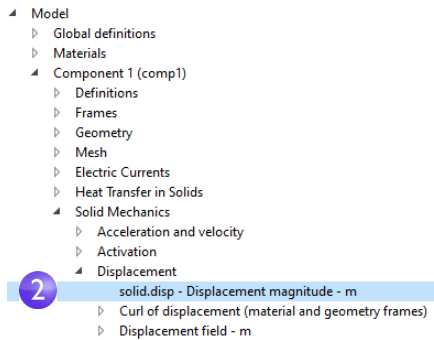 Model
Global definitions
Materials
Component 1 (comp1)
Definitions
Frames
Geometry
Mesh
Electric Currents
Heat Transfer in Solids
Solid Mechanics
Acceleration and velocity
Activation
Displacement
2 solid.disp - Displacement magnitude - m
Curl of displacement (material and geometry frames)
Displacement field - m